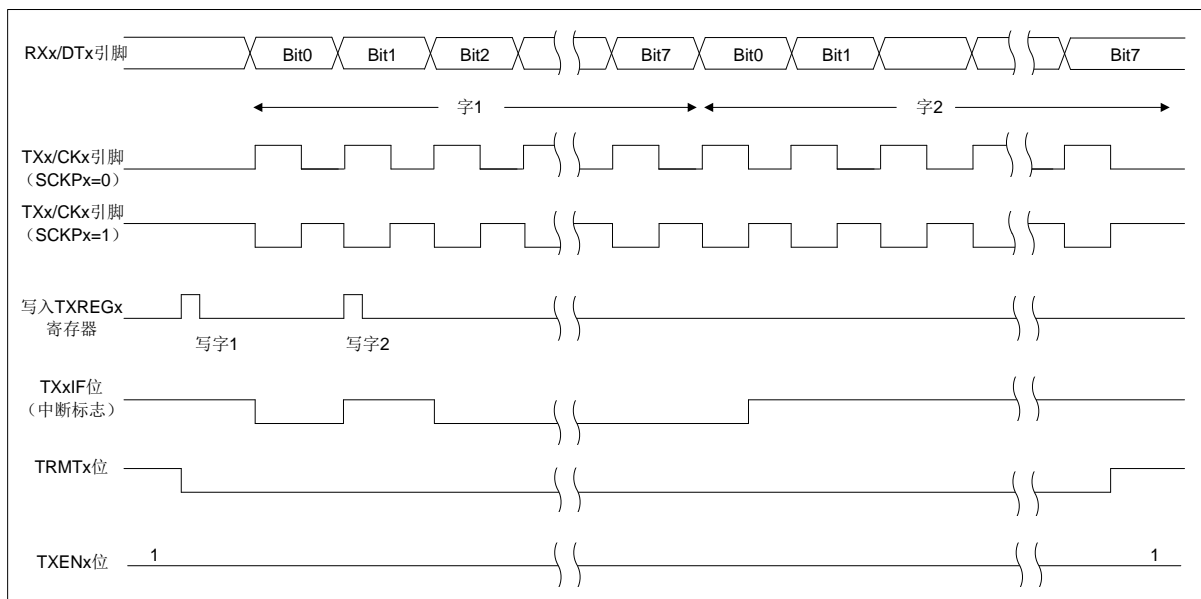 RXx/DTx引脚
Bit0
Bit1
Bit2
Bit7
Bit0
Bit1
Bit7
字1
字2
TXx/CKx引脚
（SCKPx=0）
TXx/CKx引脚
（SCKPx=1）
写入TXREGx
寄存器
写字1
写字2
TXxIF位
（中断标志）
TRMTx位
TXENx位
1
1